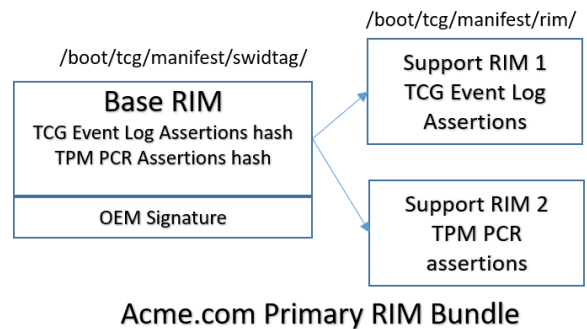 /boot/tcg/manifest/rim/
/boot/tcg/manifest/swidtag/
Base RIM
TCG Event Log Assertions hash
TPM PCR Assertions hash
OEM Signature
Support RIM 1
TCG Event Log
Assertions
Support RIM 2
TPM PCR
assertions
Acme.com Primary RIM Bundle